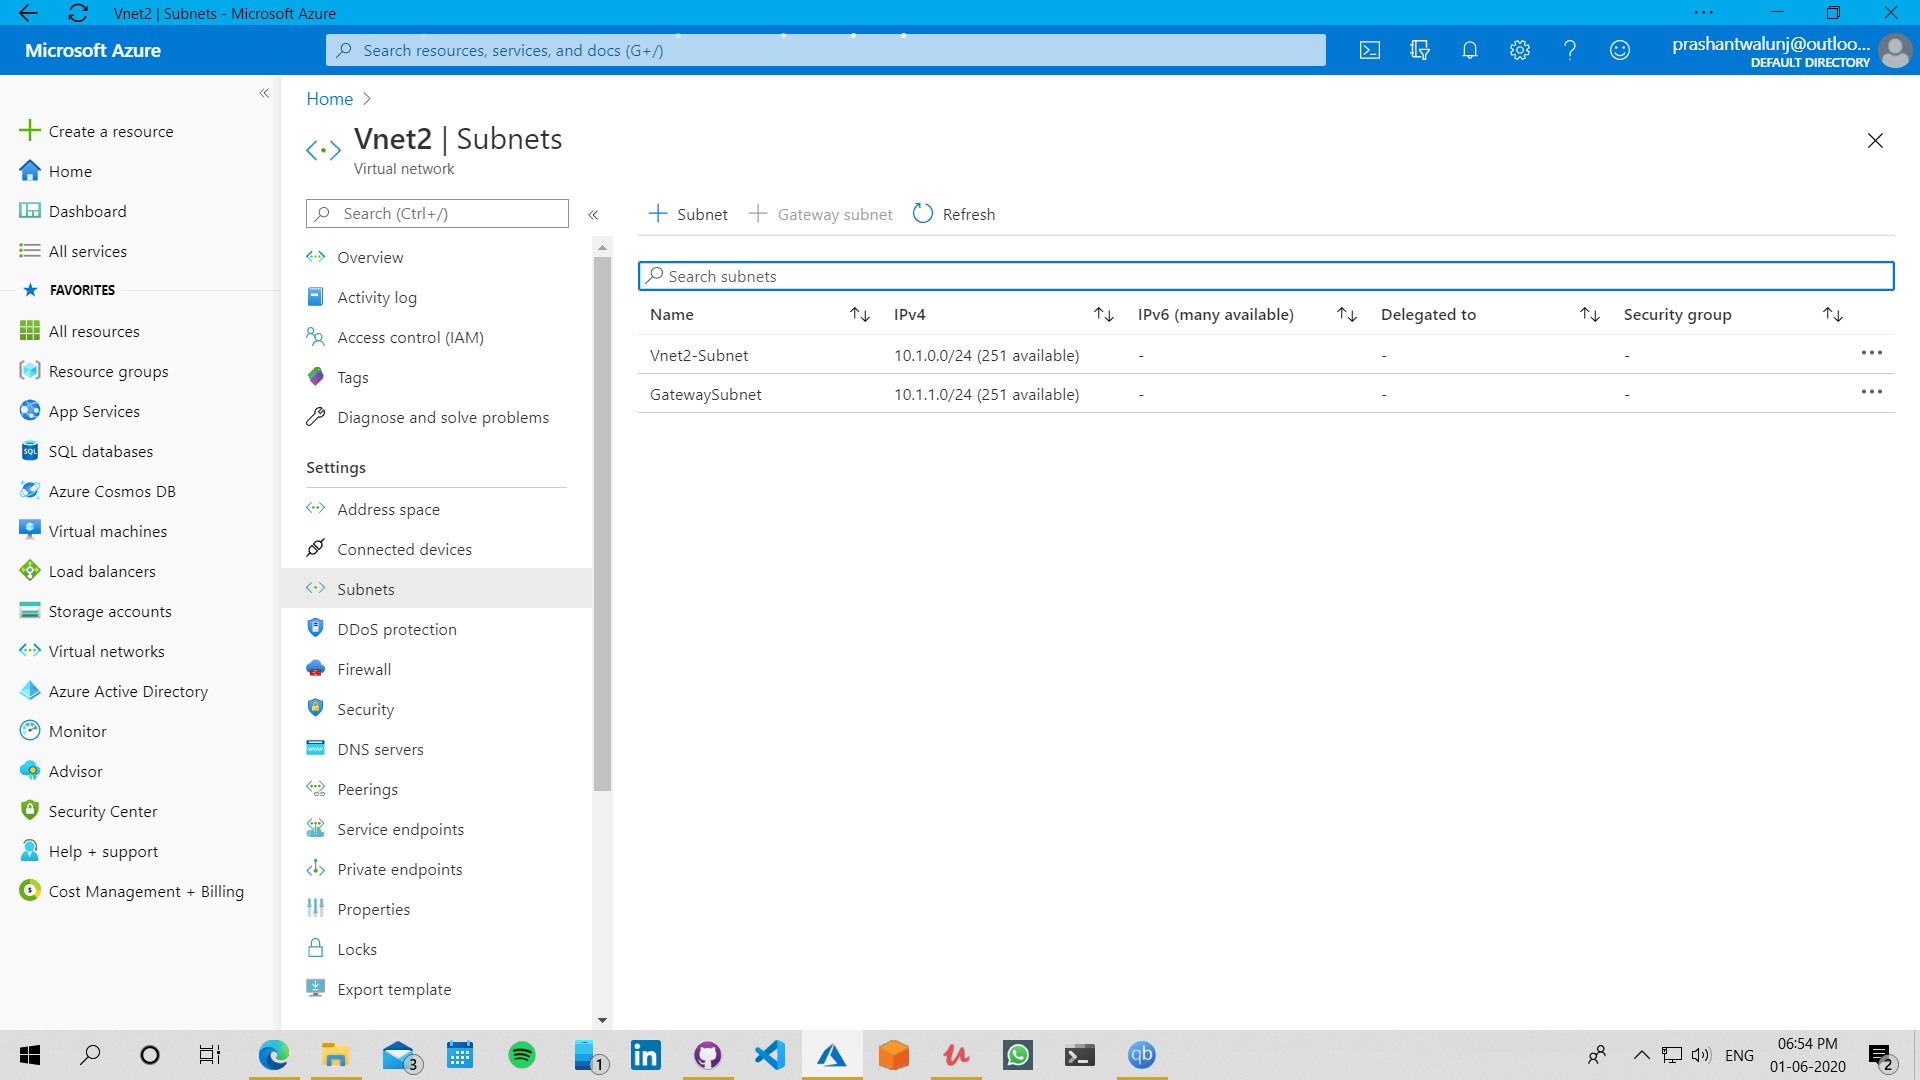 Vnet2 | Subnets - Microsoft Azure
Microsoft Azure
Search resources, services, and docs (G+/)
prashantwalunj@outloo...
DEFAULT DIRECTORY
Create a resource
Home
Dashboard
All services
FAVORITES
All resources
Resource groups
App Services
SQL databases
Azure Cosmos DB
Virtual machines
Load balancers
Storage accounts
Virtual networks
Azure Active Directory
Monitor
Advisor
Security Center
Help + support
Cost Management + Billing
Home >
Vnet2 | Subnets
Virtual network
Search (Ctrl+/)
Overview
Activity log
Access control (IAM)
Tags
Diagnose and solve problems
Settings
Address space
Connected devices
Subnets
DDoS protection
Firewall
Security
DNS servers
Peerings
Service endpoints
Private endpoints
Properties
Locks
Export template
+ Subnet + Gateway subnet Refresh
Search subnets
Name IPv4 IPv6 (many available) Delegated to Security group
Vnet2-Subnet 10.1.0.0/24 (251 available) - - -
GatewaySubnet 10.1.1.0/24 (251 available) - - -
3
1
in
qb
ENG
06:54 PM
01-06-2020
2